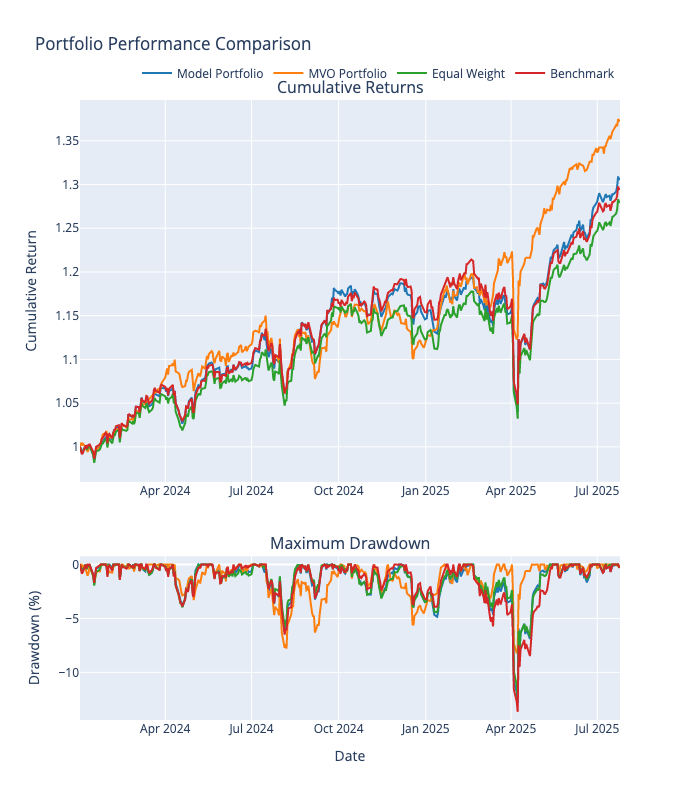 Portfolio Performance Comparison
Model Portfolio MVO Portfolio Equal Weight Benchmark
Cumulative Returns
Cumulative Return
1.35
1.3
1.25
1.2
1.15
1.1
1.05
1
Apr 2024 Jul 2024 Oct 2024 Jan 2025 Apr 2025 Jul 2025
Maximum Drawdown
Drawdown (%)
0
−5
−10
Apr 2024 Jul 2024 Oct 2024 Jan 2025 Apr 2025 Jul 2025
Date